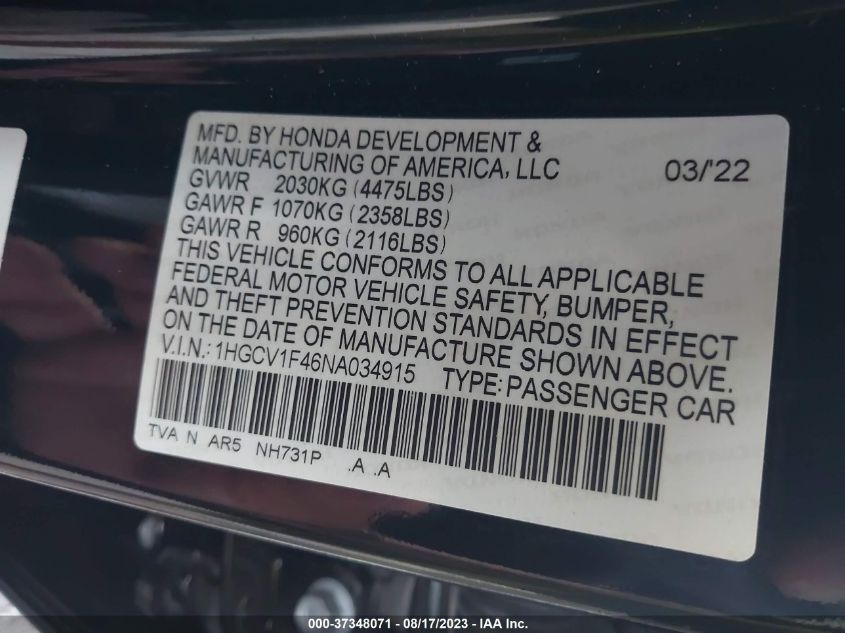 MFD. BY HONDA DEVELOPMENT &
MANUFACTURING OF AMERICA, LLC 03/'22
GVWR 2030KG (4475LBS)
GAWR F 1070KG (2358LBS)
GAWR R 960KG (2116LBS)
THIS VEHICLE CONFORMS TO ALL APPLICABLE
FEDERAL MOTOR VEHICLE SAFETY, BUMPER,
AND THEFT PREVENTION STANDARDS IN EFFECT
ON THE DATE OF MANUFACTURE SHOWN ABOVE.
V.I.N.: 1HGCV1F46NA034915 TYPE: PASSENGER CAR
TVA N AR5 NH731P .A .A
000-37348071 - 08/17/2023 - IAA Inc.